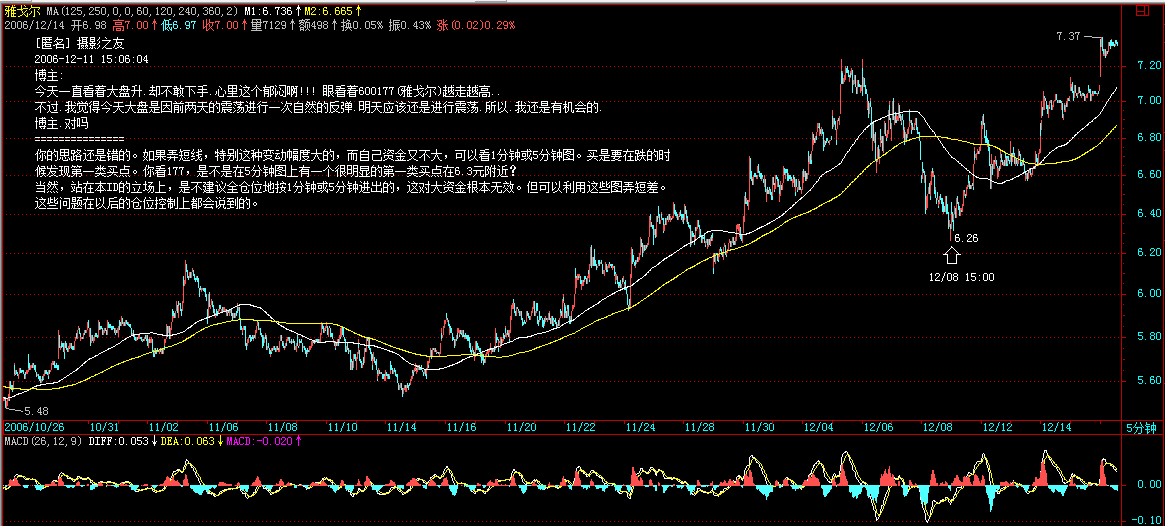 雅戈尔 MA(125,250,0,0,60,120,240,360,2) M1:6.736↑M2:6.665↑
2006/12/14 开6.98 高7.00↑低6.97 收7.00↑量7129↑额498↑换0.05% 振0.43% 涨(0.02)0.29%
[匿名] 摄影之友
2006-12-11 15:06:04
博主:
今天一直看着大盘升.却不敢下手.心里这个郁闷啊!!! 眼看着600177(雅戈尔)越走越高..
不过.我觉得今天大盘是因前两天的震荡进行一次自然的反弹.明天应该还是进行震荡.所以.我还是有机会的.
博主.对吗
===============
你的思路还是错的。如果弄短线，特别这种变动幅度大的，而自己资金又不大，可以看1分钟或5分钟图。买是要在跌的时
候发现第一类买点。你看177，是不是在5分钟图上有一个很明显的第一类买点在6.3元附近?
当然，站在本ID的立场上，是不建议全仓位地按1分钟或5分钟进出的，这对大资金根本无效。但可以利用这些图弄短差。
这些问题在以后的仓位控制上都会说到的。
7.37
7.20
7.00
6.80
6.60
6.40
6.26
12/08 15:00
6.20
6.00
5.80
5.60
5.48
2006/10/26 10/31 11/02 11/06 11/08 11/10 11/14 11/16 11/20 11/22 11/24 11/28 11/30 12/04 12/06 12/08 12/12 12/14 5分钟
MACD(26,12,9) DIFF:0.053↓DEA:0.063↓MACD:-0.020↑
0.00
-0.10